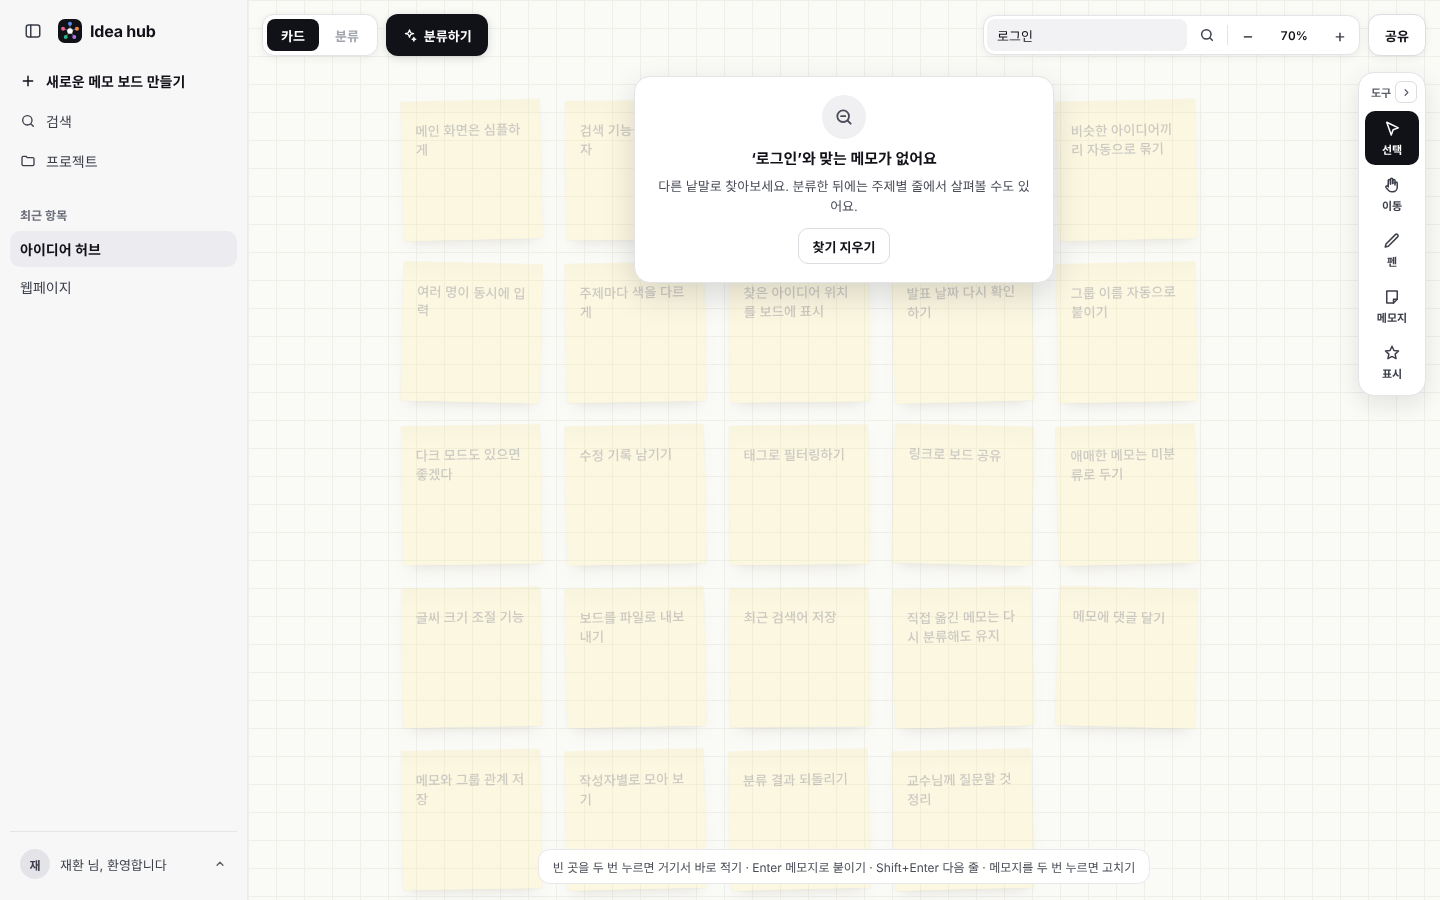 Idea hub
새로운 메모 보드 만들기
검색
프로젝트
최근 항목
아이디어 허브
웹페이지
재
재환 님, 환영합니다
카드
분류
분류하기
로그인
70%
공유
도구
선택
이동
펜
메모지
표시
‘로그인’와 맞는 메모가 없어요
다른 낱말로 찾아보세요. 분류한 뒤에는 주제별 줄에서 살펴볼 수도 있
어요.
찾기 지우기
메인 화면은 심플하
게
검색 기능
자
비슷한 아이디어끼
리 자동으로 묶기
여러 명이 동시에 입
력
주제마다 색을 다르
게
찾은 아이디어 위치
를 보드에 표시
발표 날짜 다시 확인
하기
그룹 이름 자동으로
붙이기
다크 모드도 있으면
좋겠다
수정 기록 남기기
태그로 필터링하기
링크로 보드 공유
애매한 메모는 미분
류로 두기
글씨 크기 조절 기능
보드를 파일로 내보
내기
최근 검색어 저장
직접 옮긴 메모는 다
시 분류해도 유지
메모에 댓글 달기
메모와 그룹 관계 저
장
작성자별로 모아 보
기
분류 결과 되돌리기
교수님께 질문할 것
정리
빈 곳을 두 번 누르면 거기서 바로 적기 · Enter 메모지로 붙이기 · Shift+Enter 다음 줄 · 메모지를 두 번 누르면 고치기